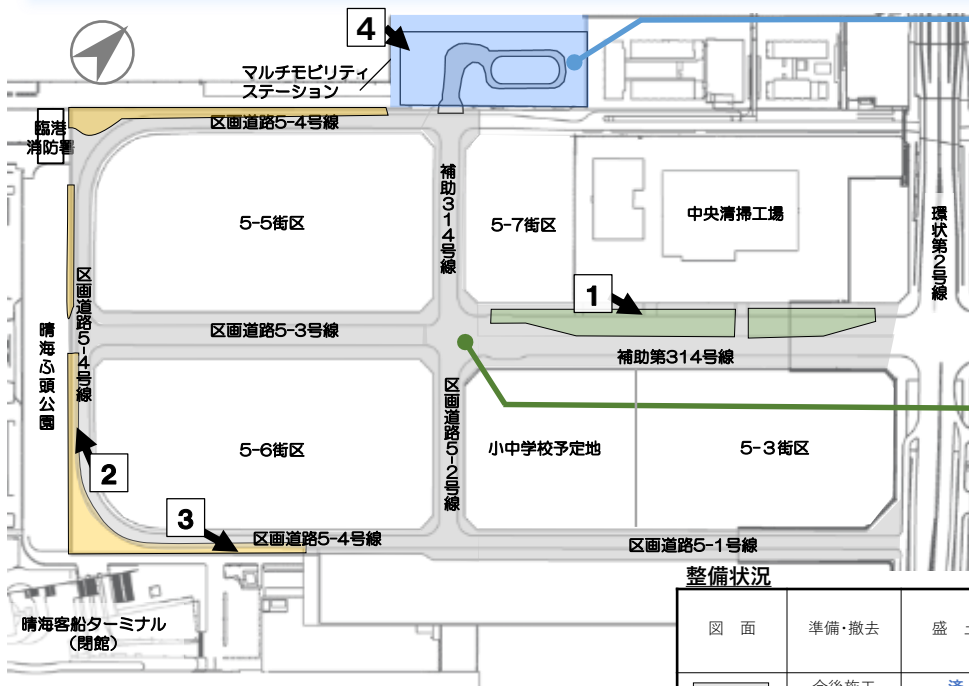 4
マルチモビリティ
ステーション
臨港
消防署
区画道路5-4号線
補助314号線
5-5街区
5-7街区
中央清掃工場
環状第2号線
1
区画道路5-4号線
区画道路5-3号線
補助第314号線
晴海ふ頭公園
区画道路5-2号線
5-6街区
小中学校予定地
5-3街区
2
3
区画道路5-4号線
区画道路5-1号線
晴海客船ターミナル
(閉館)
整備状況
図 面 準備・撤去 盛
今後施工 済